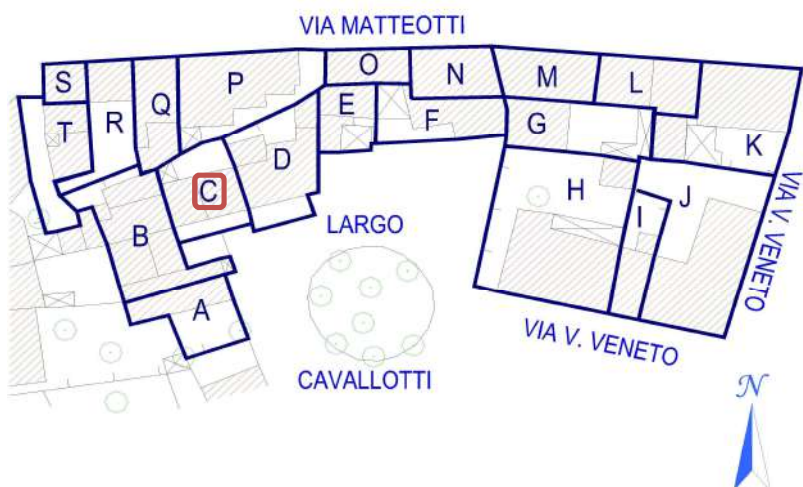 VIA MATTEOTTI
S
T
R
Q
P
O
N
M
L
E
F
G
K
D
C
B
H
I
J
A
LARGO
CAVALLOTTI
VIA V. VENETO
VIA V. VENETO
N